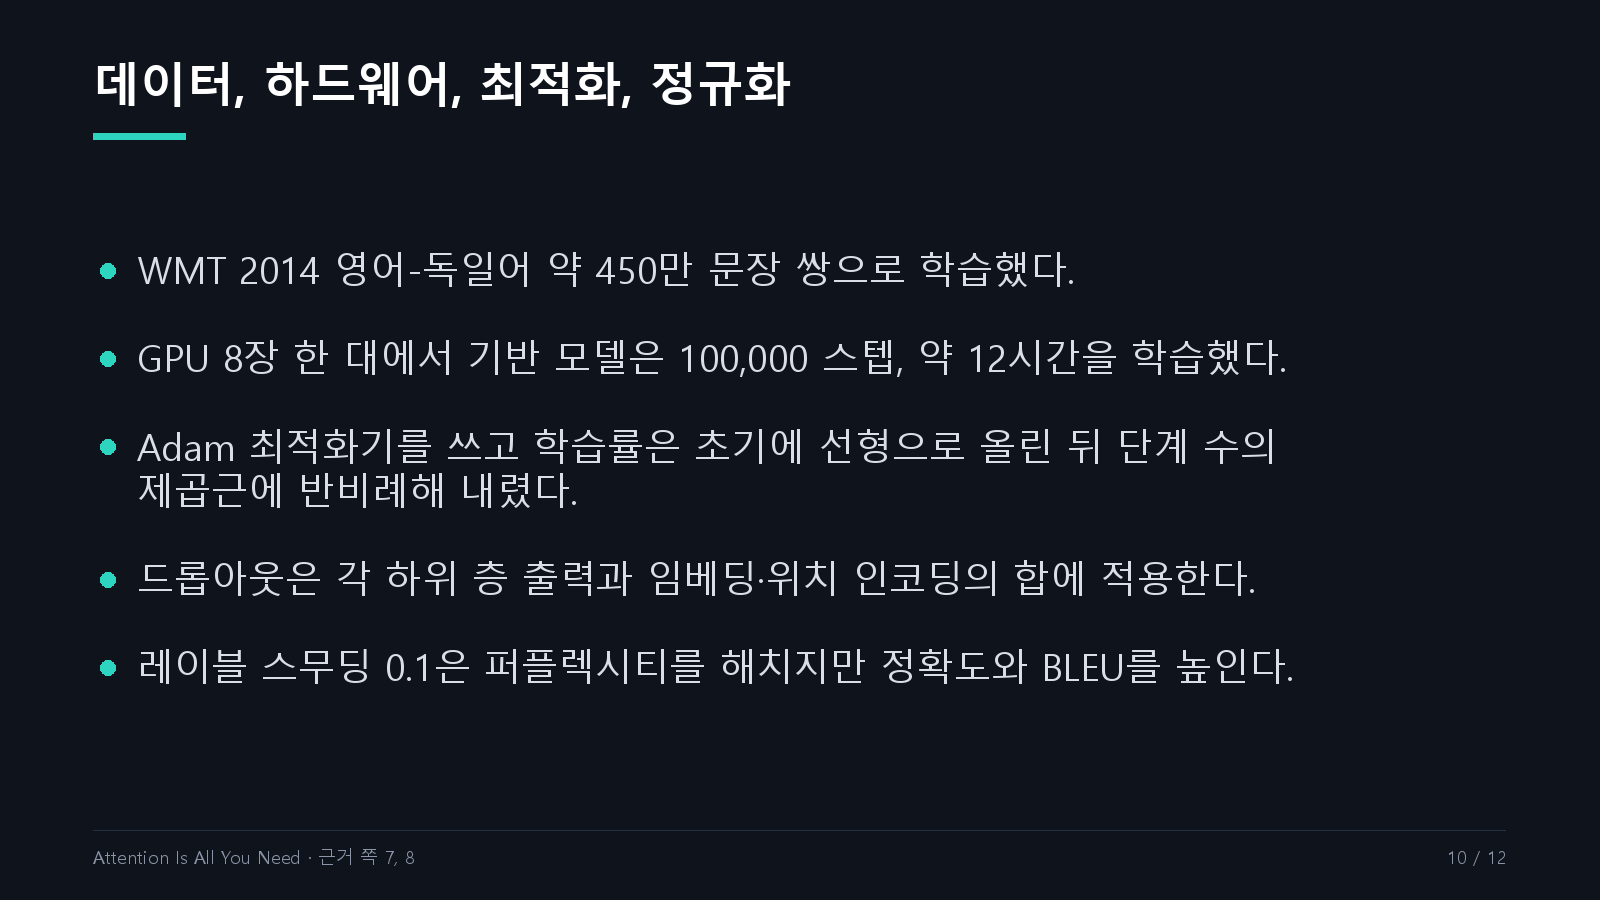 데이터, 하드웨어, 최적화, 정규화
WMT 2014 영어-독일어 약 450만 문장 쌍으로 학습했다.
GPU 8장 한 대에서 기반 모델은 100,000 스텝, 약 12시간을 학습했다.
Adam 최적화기를 쓰고 학습률은 초기에 선형으로 올린 뒤 단계 수의
제곱근에 반비례해 내렸다.
드롭아웃은 각 하위 층 출력과 임베딩·위치 인코딩의 합에 적용한다.
레이블 스무딩 0.1은 퍼플렉시티를 해치지만 정확도와 BLEU를 높인다.
Attention Is All You Need · 근거 쪽 7, 8
10 / 12